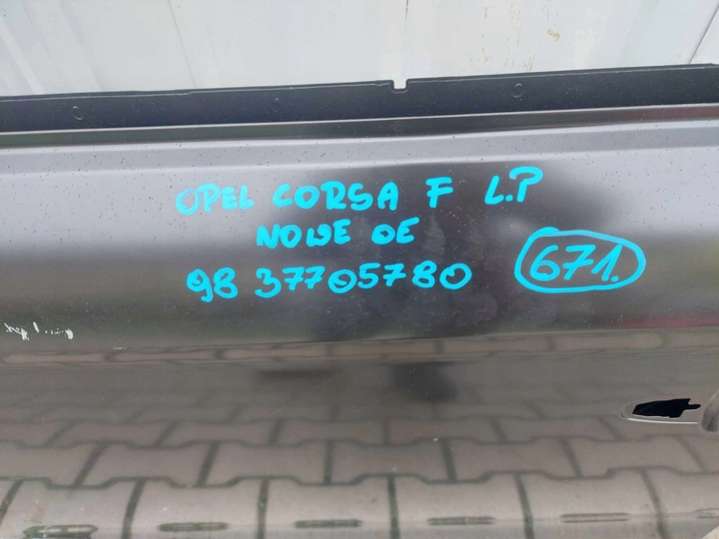 OPEL CORSA F L.P
NOWE OE
98 37705780
671.